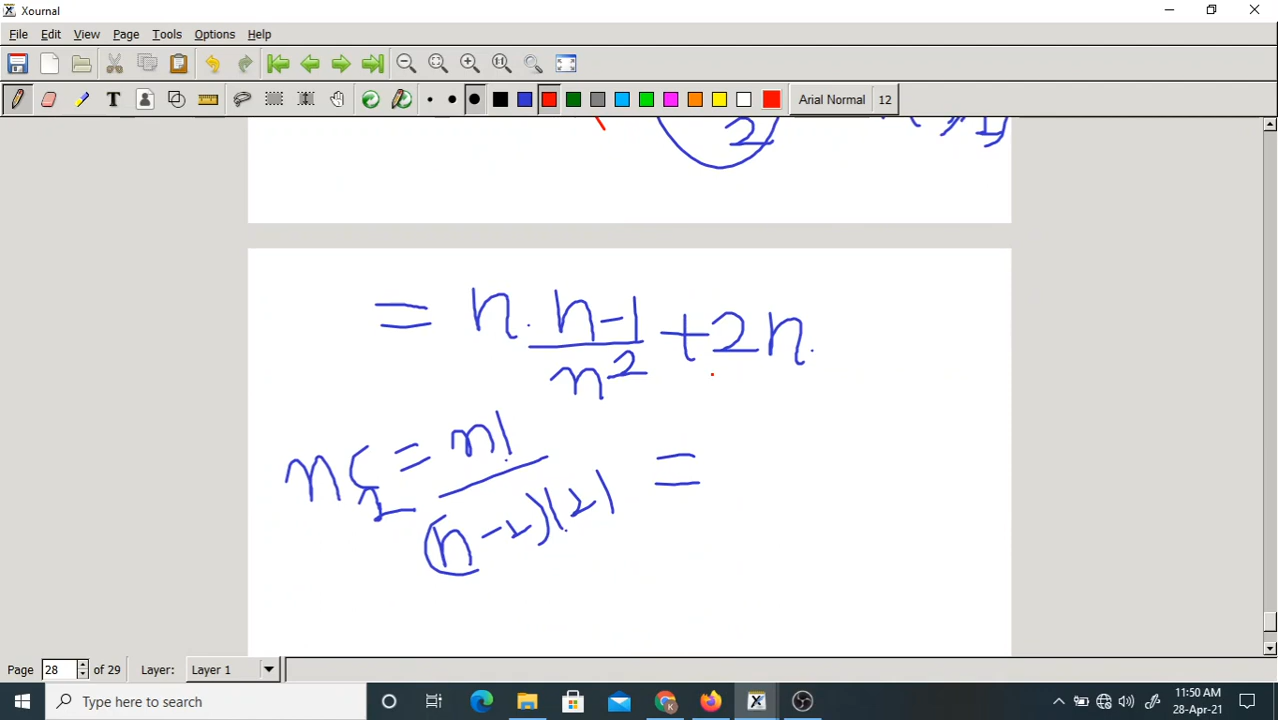 Xournal
File Edit View Page Tools Options Help
Arial Normal 12
2
= n . n-1 / n² + 2n.
nC₂ = n! / (n-2)! 2! =
Page 28 of 29 Layer: Layer 1
Type here to search
11:50 AM
28-Apr-21